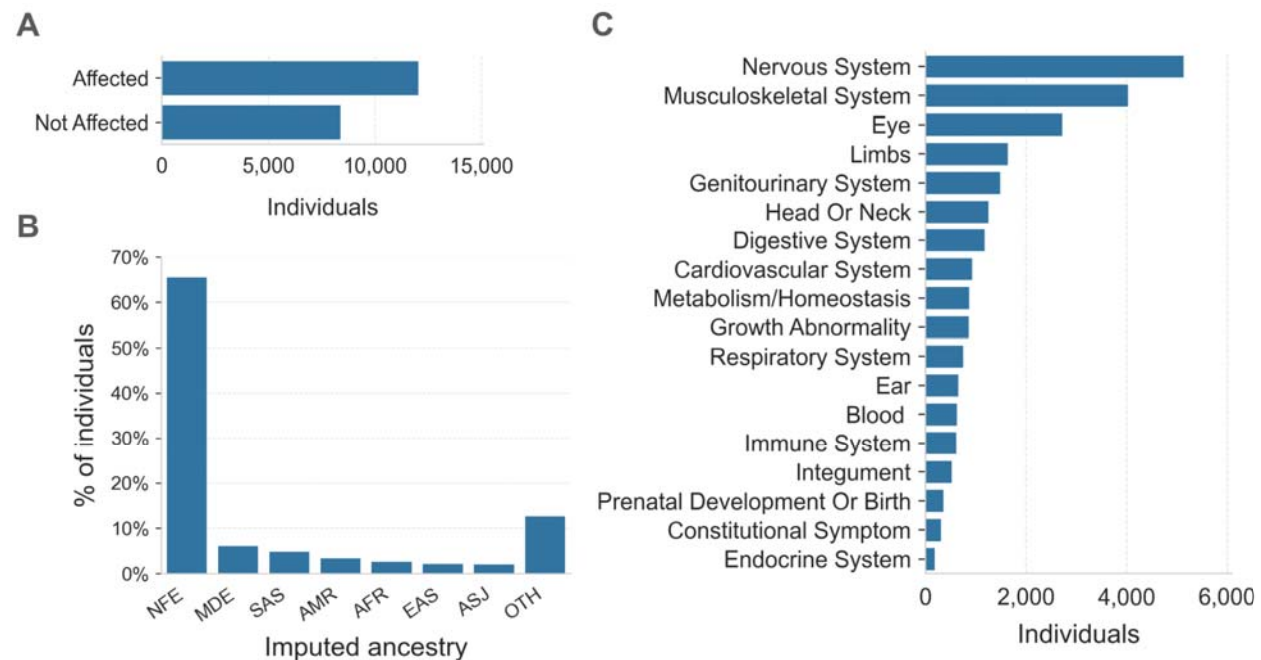 A
Affected
Not Affected
0 5,000 10,000 15,000
Individuals
B
70%
60%
50%
40%
30%
20%
10%
0%
% of individuals
NFE MDE SAS AMR AFR EAS ASJ OTH
Imputed ancestry
C
Nervous System
Musculoskeletal System
Eye
Limbs
Genitourinary System
Head Or Neck
Digestive System
Cardiovascular System
Metabolism/Homeostasis
Growth Abnormality
Respiratory System
Ear
Blood
Immune System
Integument
Prenatal Development Or Birth
Constitutional Symptom
Endocrine System
0 2,000 4,000 6,000
Individuals